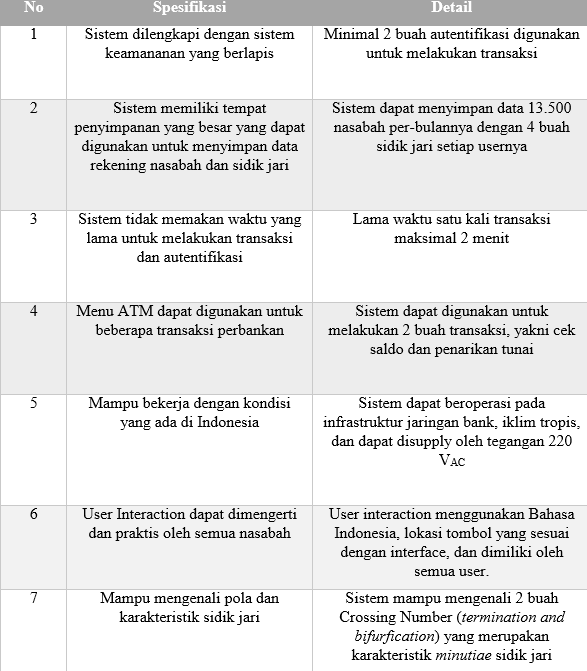 No Spesifikasi Detail
1 Sistem dilengkapi dengan sistem Minimal 2 buah autentifikasi digunakan
keamananan yang berlapis untuk melakukan transaksi
2 Sistem memiliki tempat Sistem dapat menyimpan data 13.500
penyimpanan yang besar yang dapat nasabah per-bulannya dengan 4 buah
digunakan untuk menyimpan data sidik jari setiap usernya
rekening nasabah dan sidik jari
3 Sistem tidak memakan waktu yang Lama waktu satu kali transaksi
lama untuk melakukan transaksi maksimal 2 menit
dan autentifikasi
4 Menu ATM dapat digunakan untuk Sistem dapat digunakan untuk
beberapa transaksi perbankan melakukan 2 buah transaksi, yakni cek
saldo dan penarikan tunai
5 Mampu bekerja dengan kondisi Sistem dapat beroperasi pada
yang ada di Indonesia infrastruktur jaringan bank, iklim tropis,
dan dapat disupply oleh tegangan 220
VAC
6 User Interaction dapat dimengerti User interaction menggunakan Bahasa
dan praktis oleh semua nasabah Indonesia, lokasi tombol yang sesuai
dengan interface, dan dimiliki oleh
semua user.
7 Mampu mengenali pola dan Sistem mampu mengenali 2 buah
karakteristik sidik jari Crossing Number (termination and
bifurfication) yang merupakan
karakteristik minutiae sidik jari